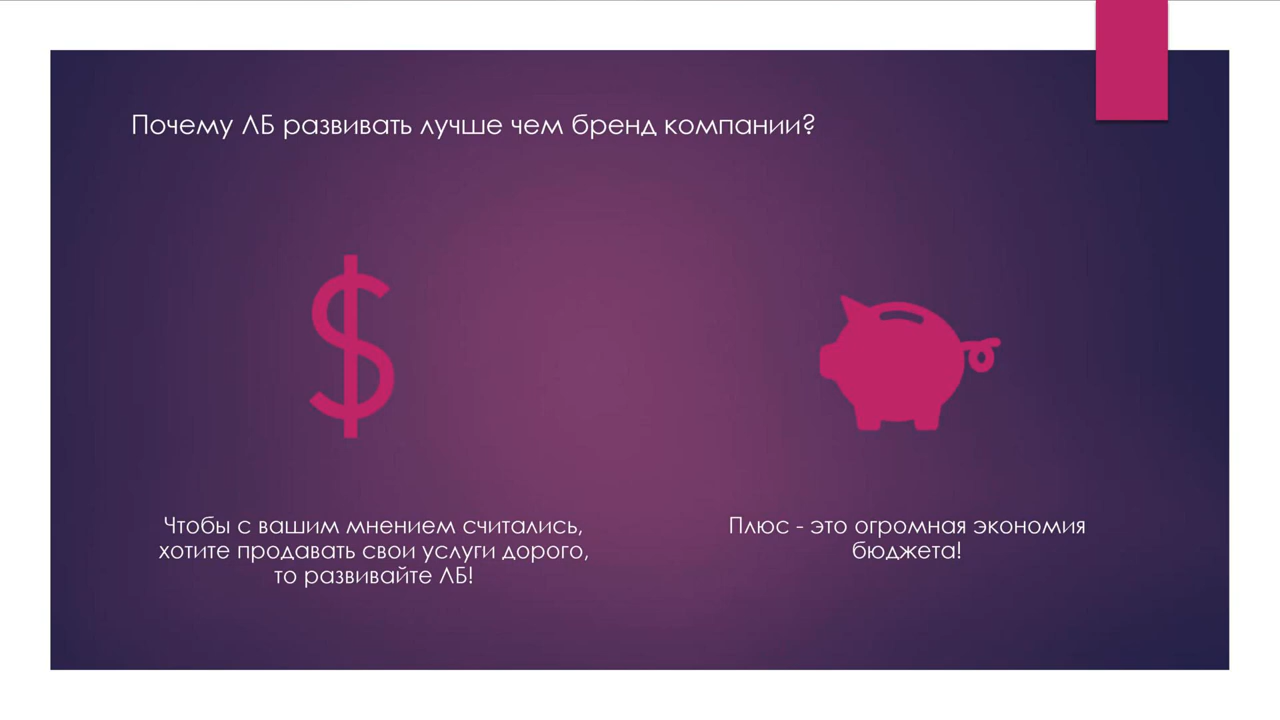 Почему ЛБ развивать лучше чем бренд компании?
Чтобы с вашим мнением считались,
хотите продавать свои услуги дорого,
то развивайте ЛБ!
Плюс - это огромная экономия
бюджета!